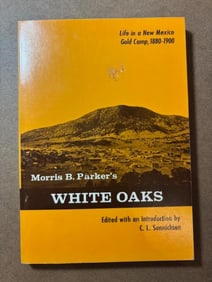 Life in a New Mexico
Gold Camp, 1880-1900
Morris B. Parker's
WHITE OAKS
Edited with an Introduction by
C. L. Sonnichsen